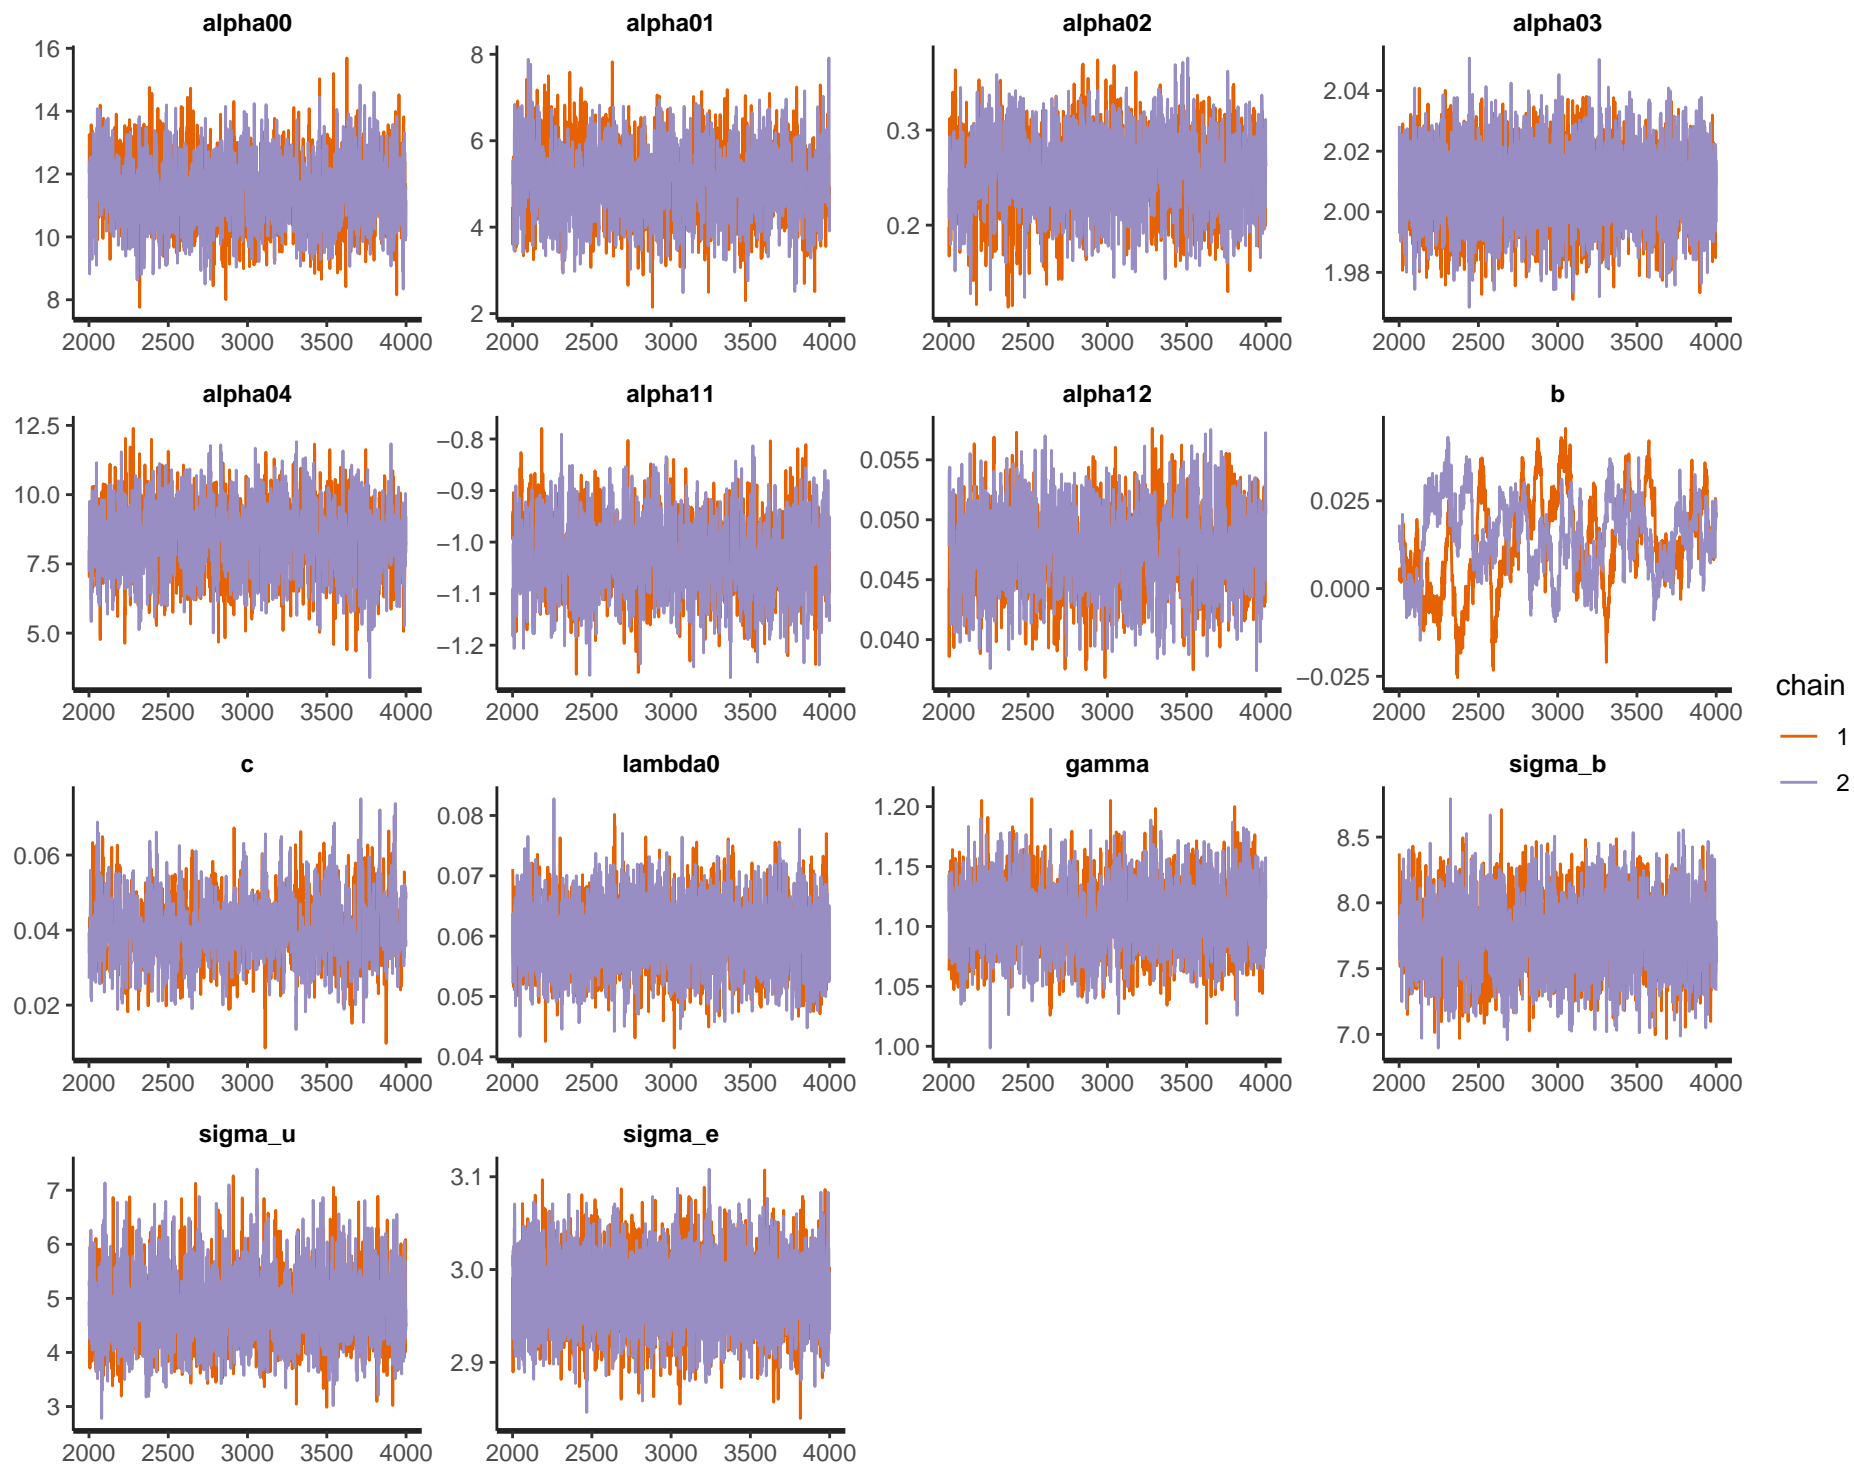 alpha00 alpha01 alpha02 alpha03
16 14 12 10 8
8 6 4 2
0.3 0.2
2.04 2.02 2.00 1.98
2000 2500 3000 3500 4000 2000 2500 3000 3500 4000 2000 2500 3000 3500 4000 2000 2500 3000 3500 4000
alpha04 alpha11 alpha12 b
12.5 10.0 7.5 5.0
−0.8 −0.9 −1.0 −1.1 −1.2
0.055 0.050 0.045 0.040
0.025 0.000 −0.025
2000 2500 3000 3500 4000 2000 2500 3000 3500 4000 2000 2500 3000 3500 4000 2000 2500 3000 3500 4000
chain
1
2
c lambda0 gamma sigma_b
0.06 0.04 0.02
0.08 0.07 0.06 0.05 0.04
1.20 1.15 1.10 1.05 1.00
8.5 8.0 7.5 7.0
2000 2500 3000 3500 4000 2000 2500 3000 3500 4000 2000 2500 3000 3500 4000 2000 2500 3000 3500 4000
sigma_u sigma_e
7 6 5 4 3
3.1 3.0 2.9
2000 2500 3000 3500 4000 2000 2500 3000 3500 4000